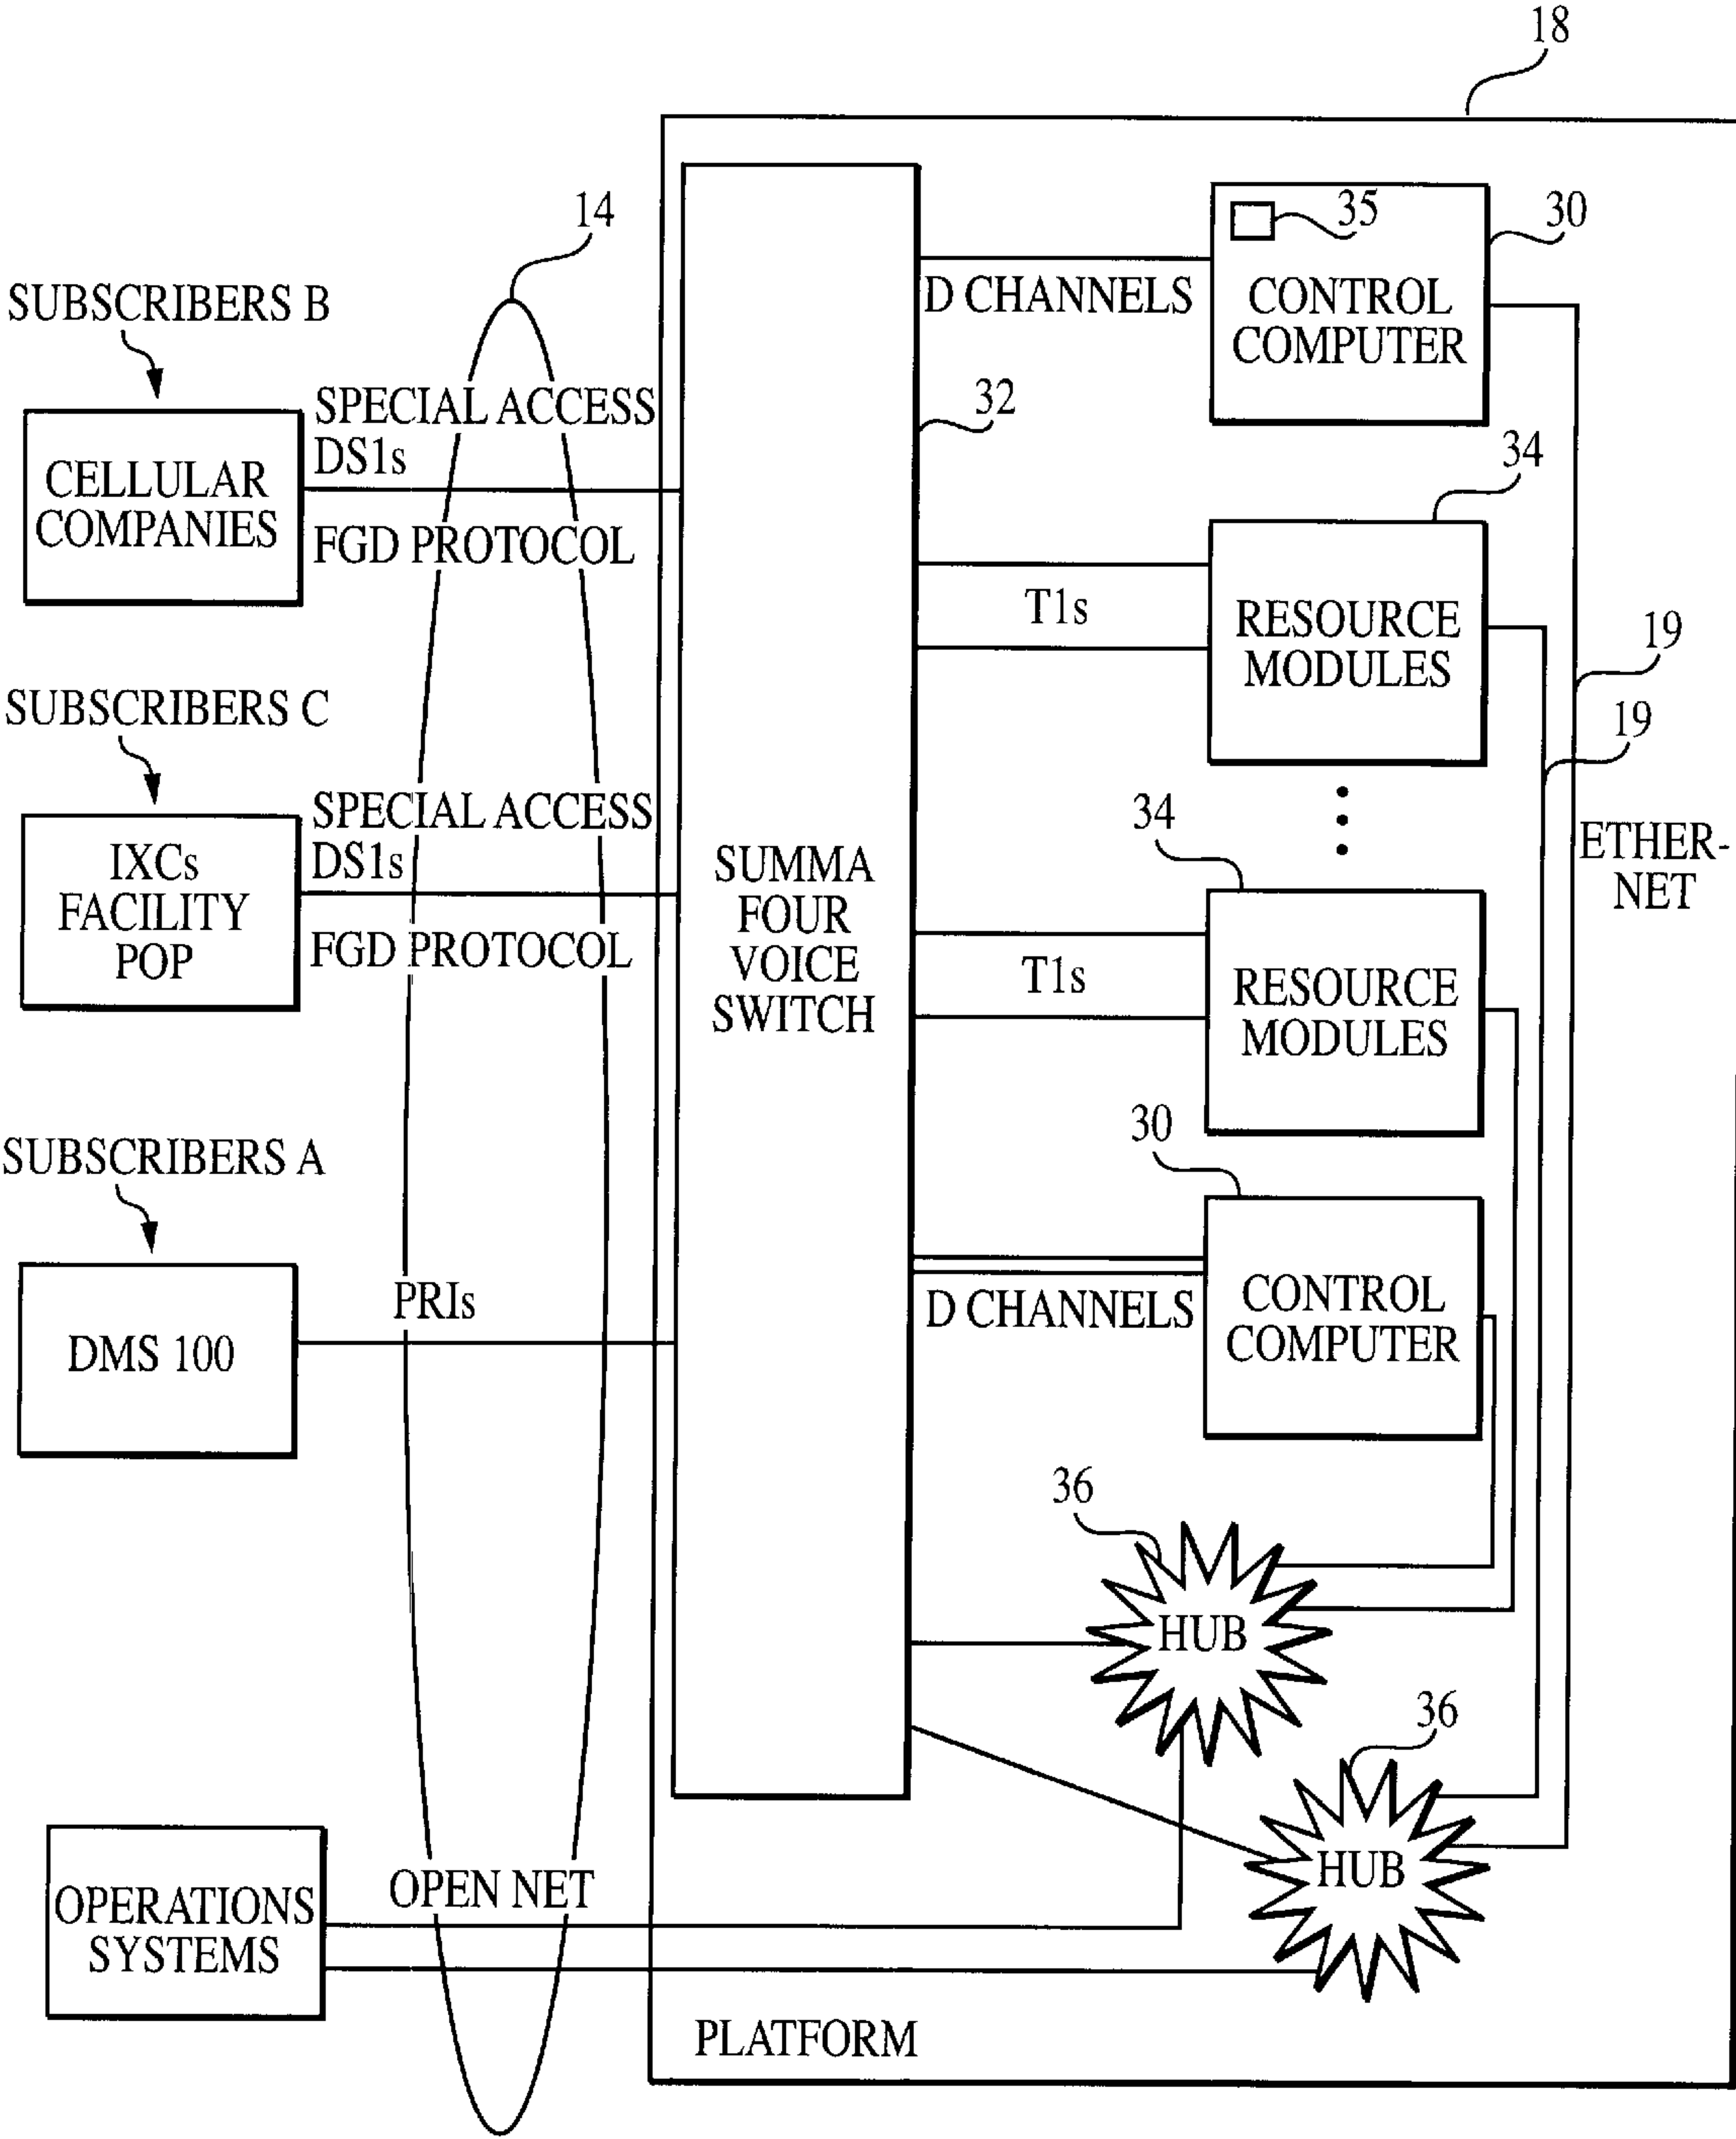 18
14
35
30
SUBSCRIBERS B
D CHANNELS
CONTROL
COMPUTER
SPECIAL ACCESS
DS1s
32
CELLULAR
COMPANIES
FGD PROTOCOL
34
T1s
RESOURCE
MODULES
19
19
SUBSCRIBERS C
SPECIAL ACCESS
DS1s
34
ETHER-
NET
IXCs
FACILITY
POP
FGD PROTOCOL
SUMMA
FOUR
VOICE
SWITCH
T1s
RESOURCE
MODULES
30
SUBSCRIBERS A
PRIs
D CHANNELS
CONTROL
COMPUTER
DMS 100
36
HUB
36
HUB
OPEN NET
OPERATIONS
SYSTEMS
PLATFORM